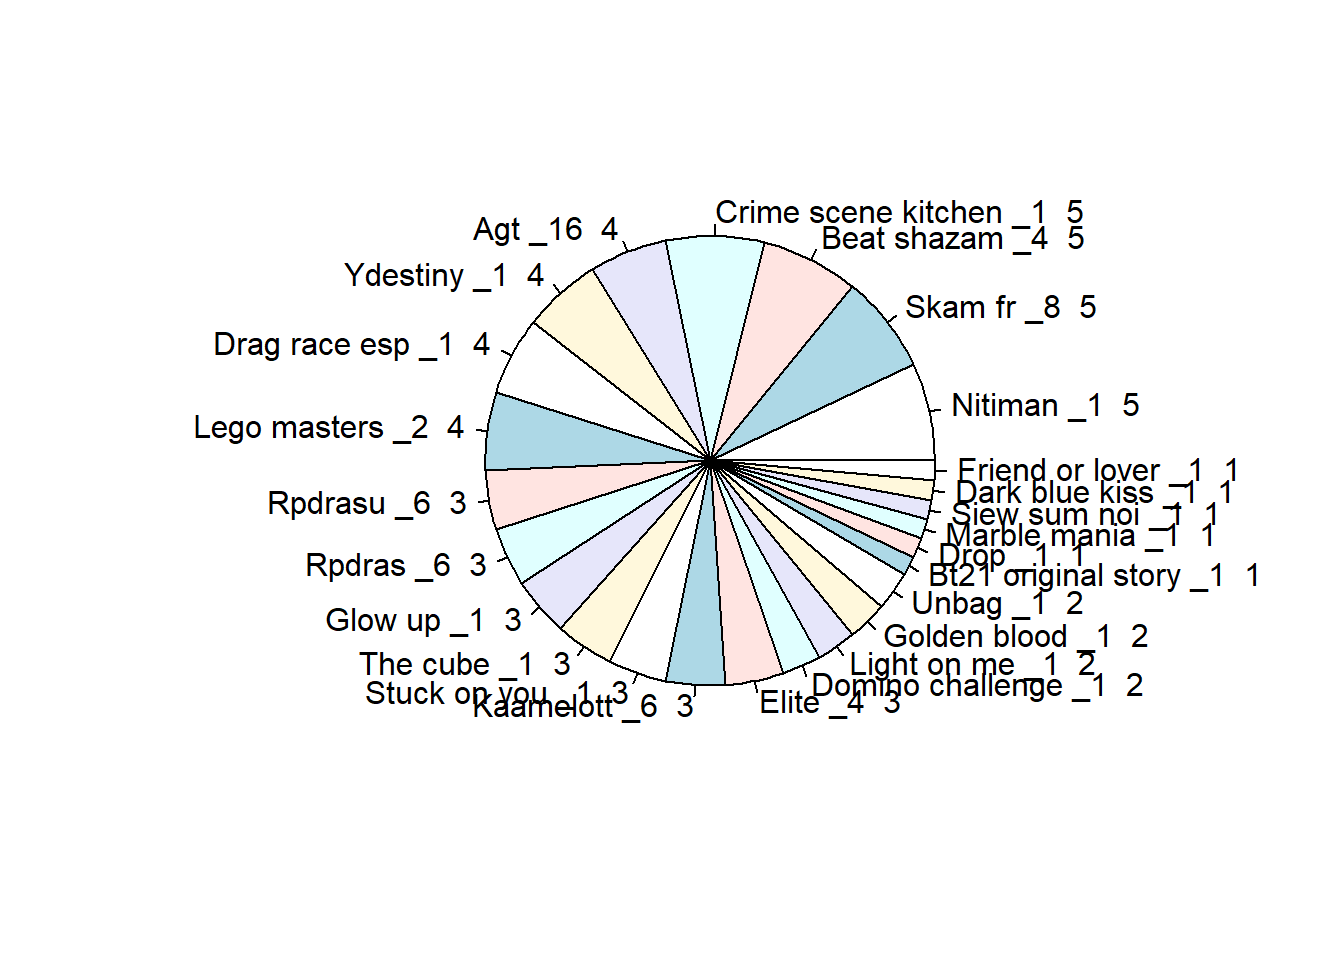 Crime scene kitchen _1  5
Agt _16  4
Beat shazam _4  5
Ydestiny _1  4
Skam fr _8  5
Drag race esp _1  4
Nitiman _1  5
Lego masters _2  4
Friend or lover _1  1
Dark blue kiss _1  1
Rpdrasu _6  3
Siew sum noi _1  1
Marble mania _1  1
Drop _1  1
Rpdras _6  3
Bt21 original story _1  1
Unbag _1  2
Glow up _1  3
Golden blood _1  2
The cube _1  3
Light on me _1  2
Domino challenge _1  2
Stuck on you _1  3
Elite _4  3
Kaamelott _6  3